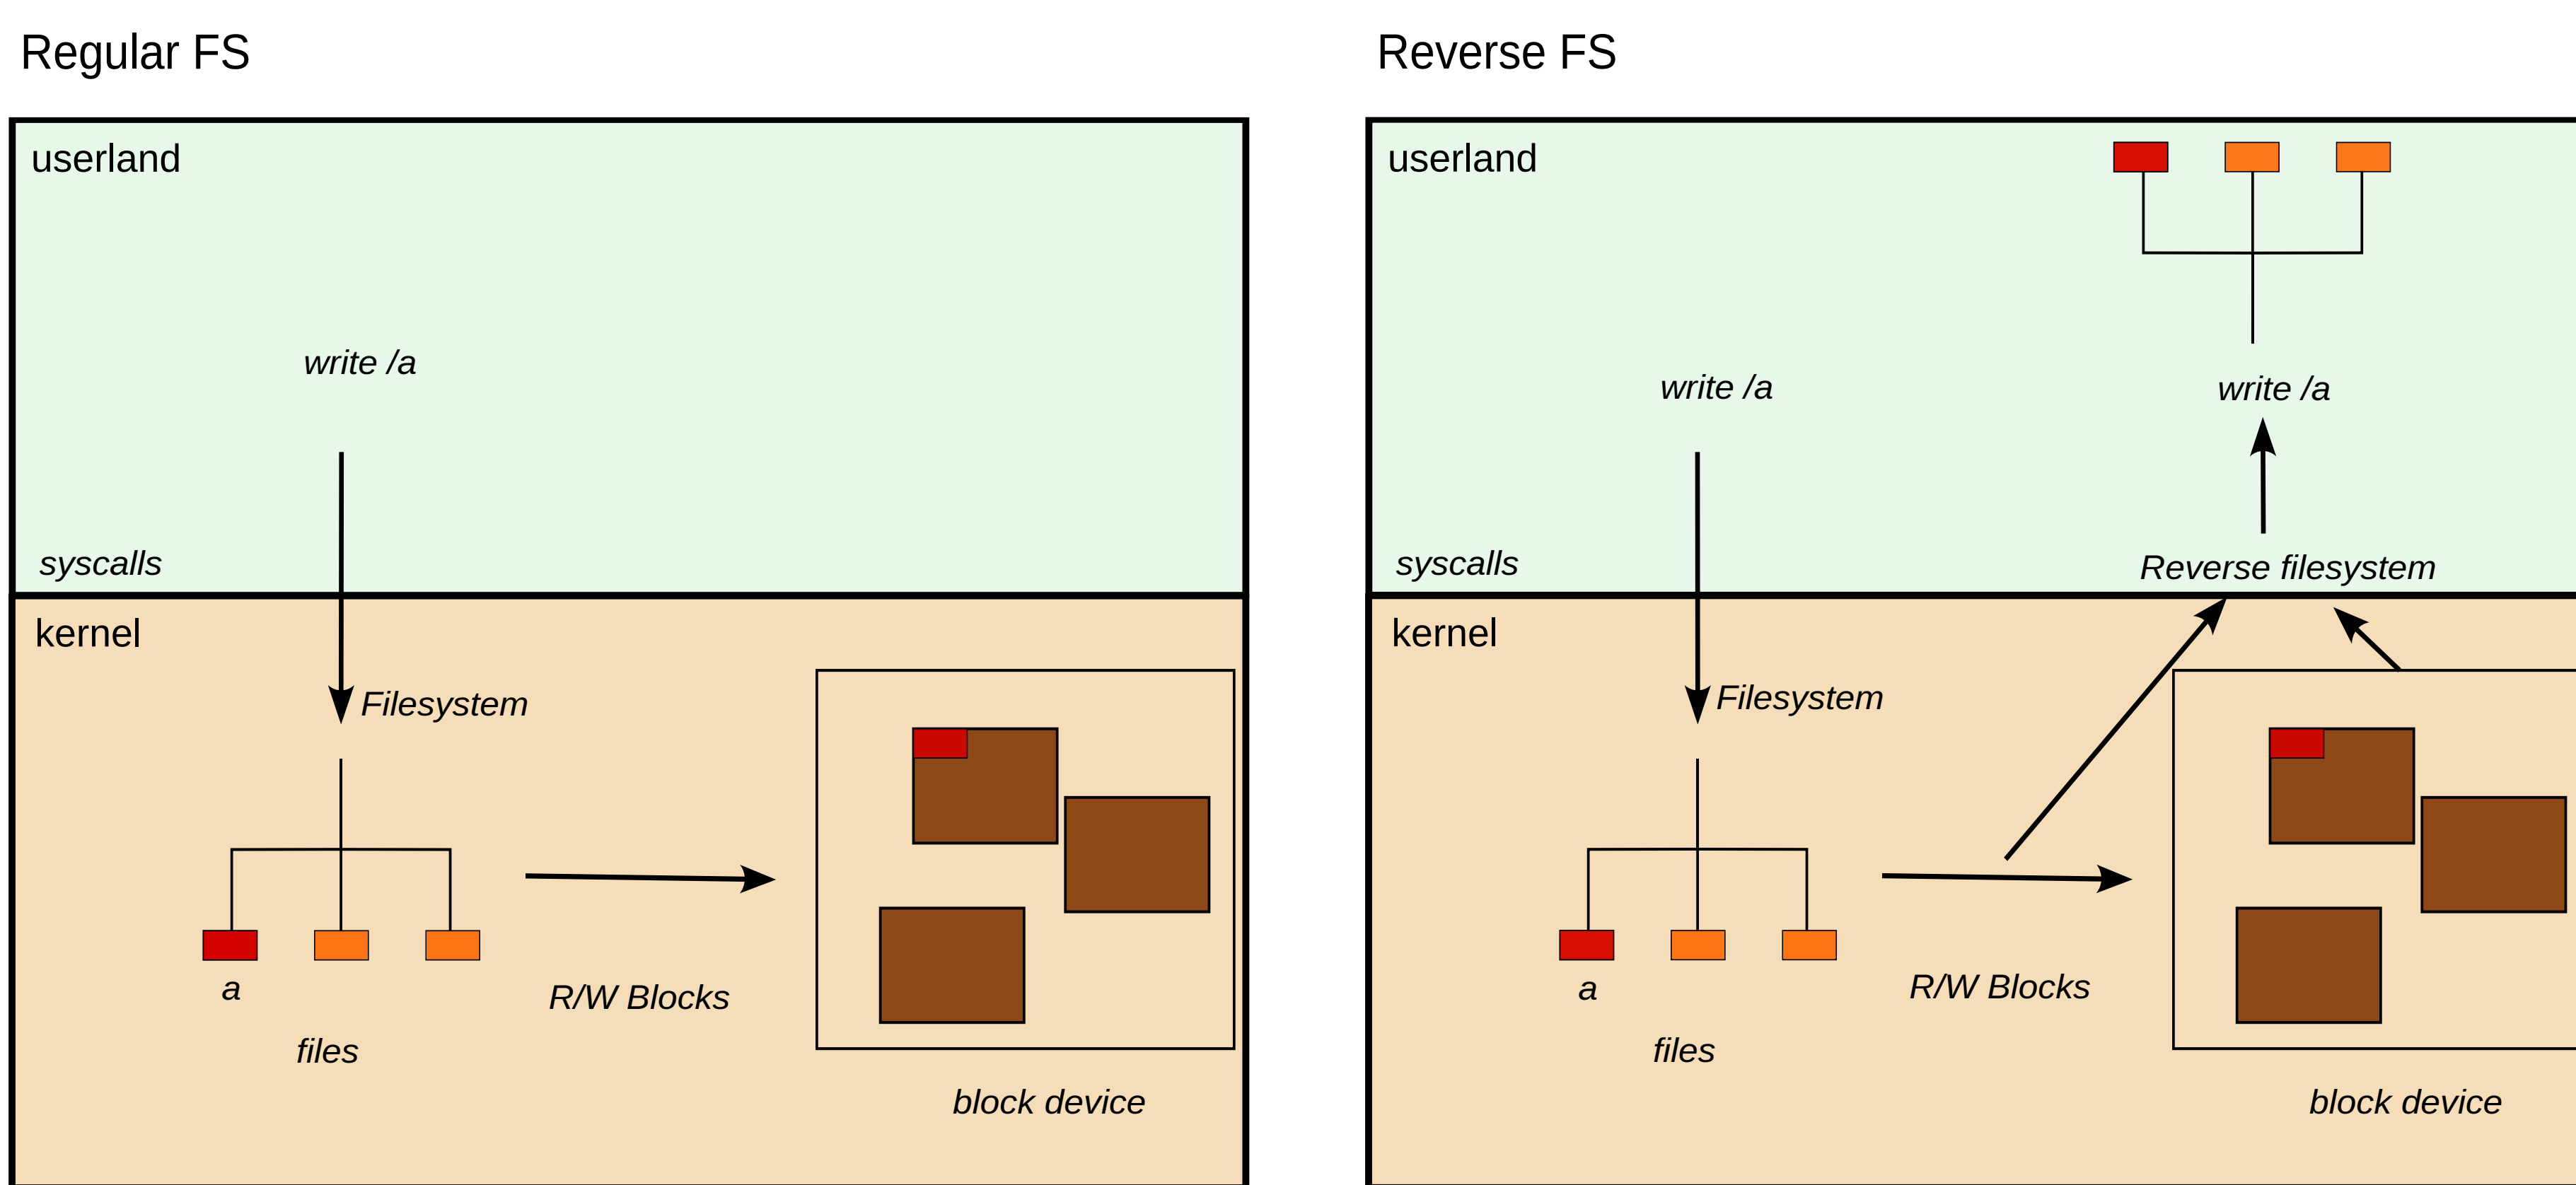 Regular FS
userland
write /a
syscalls
kernel
Filesystem
a
R/W Blocks
files
block device
Reverse FS
userland
write /a
write /a
syscalls
Reverse filesystem
kernel
Filesystem
a
R/W Blocks
files
block device